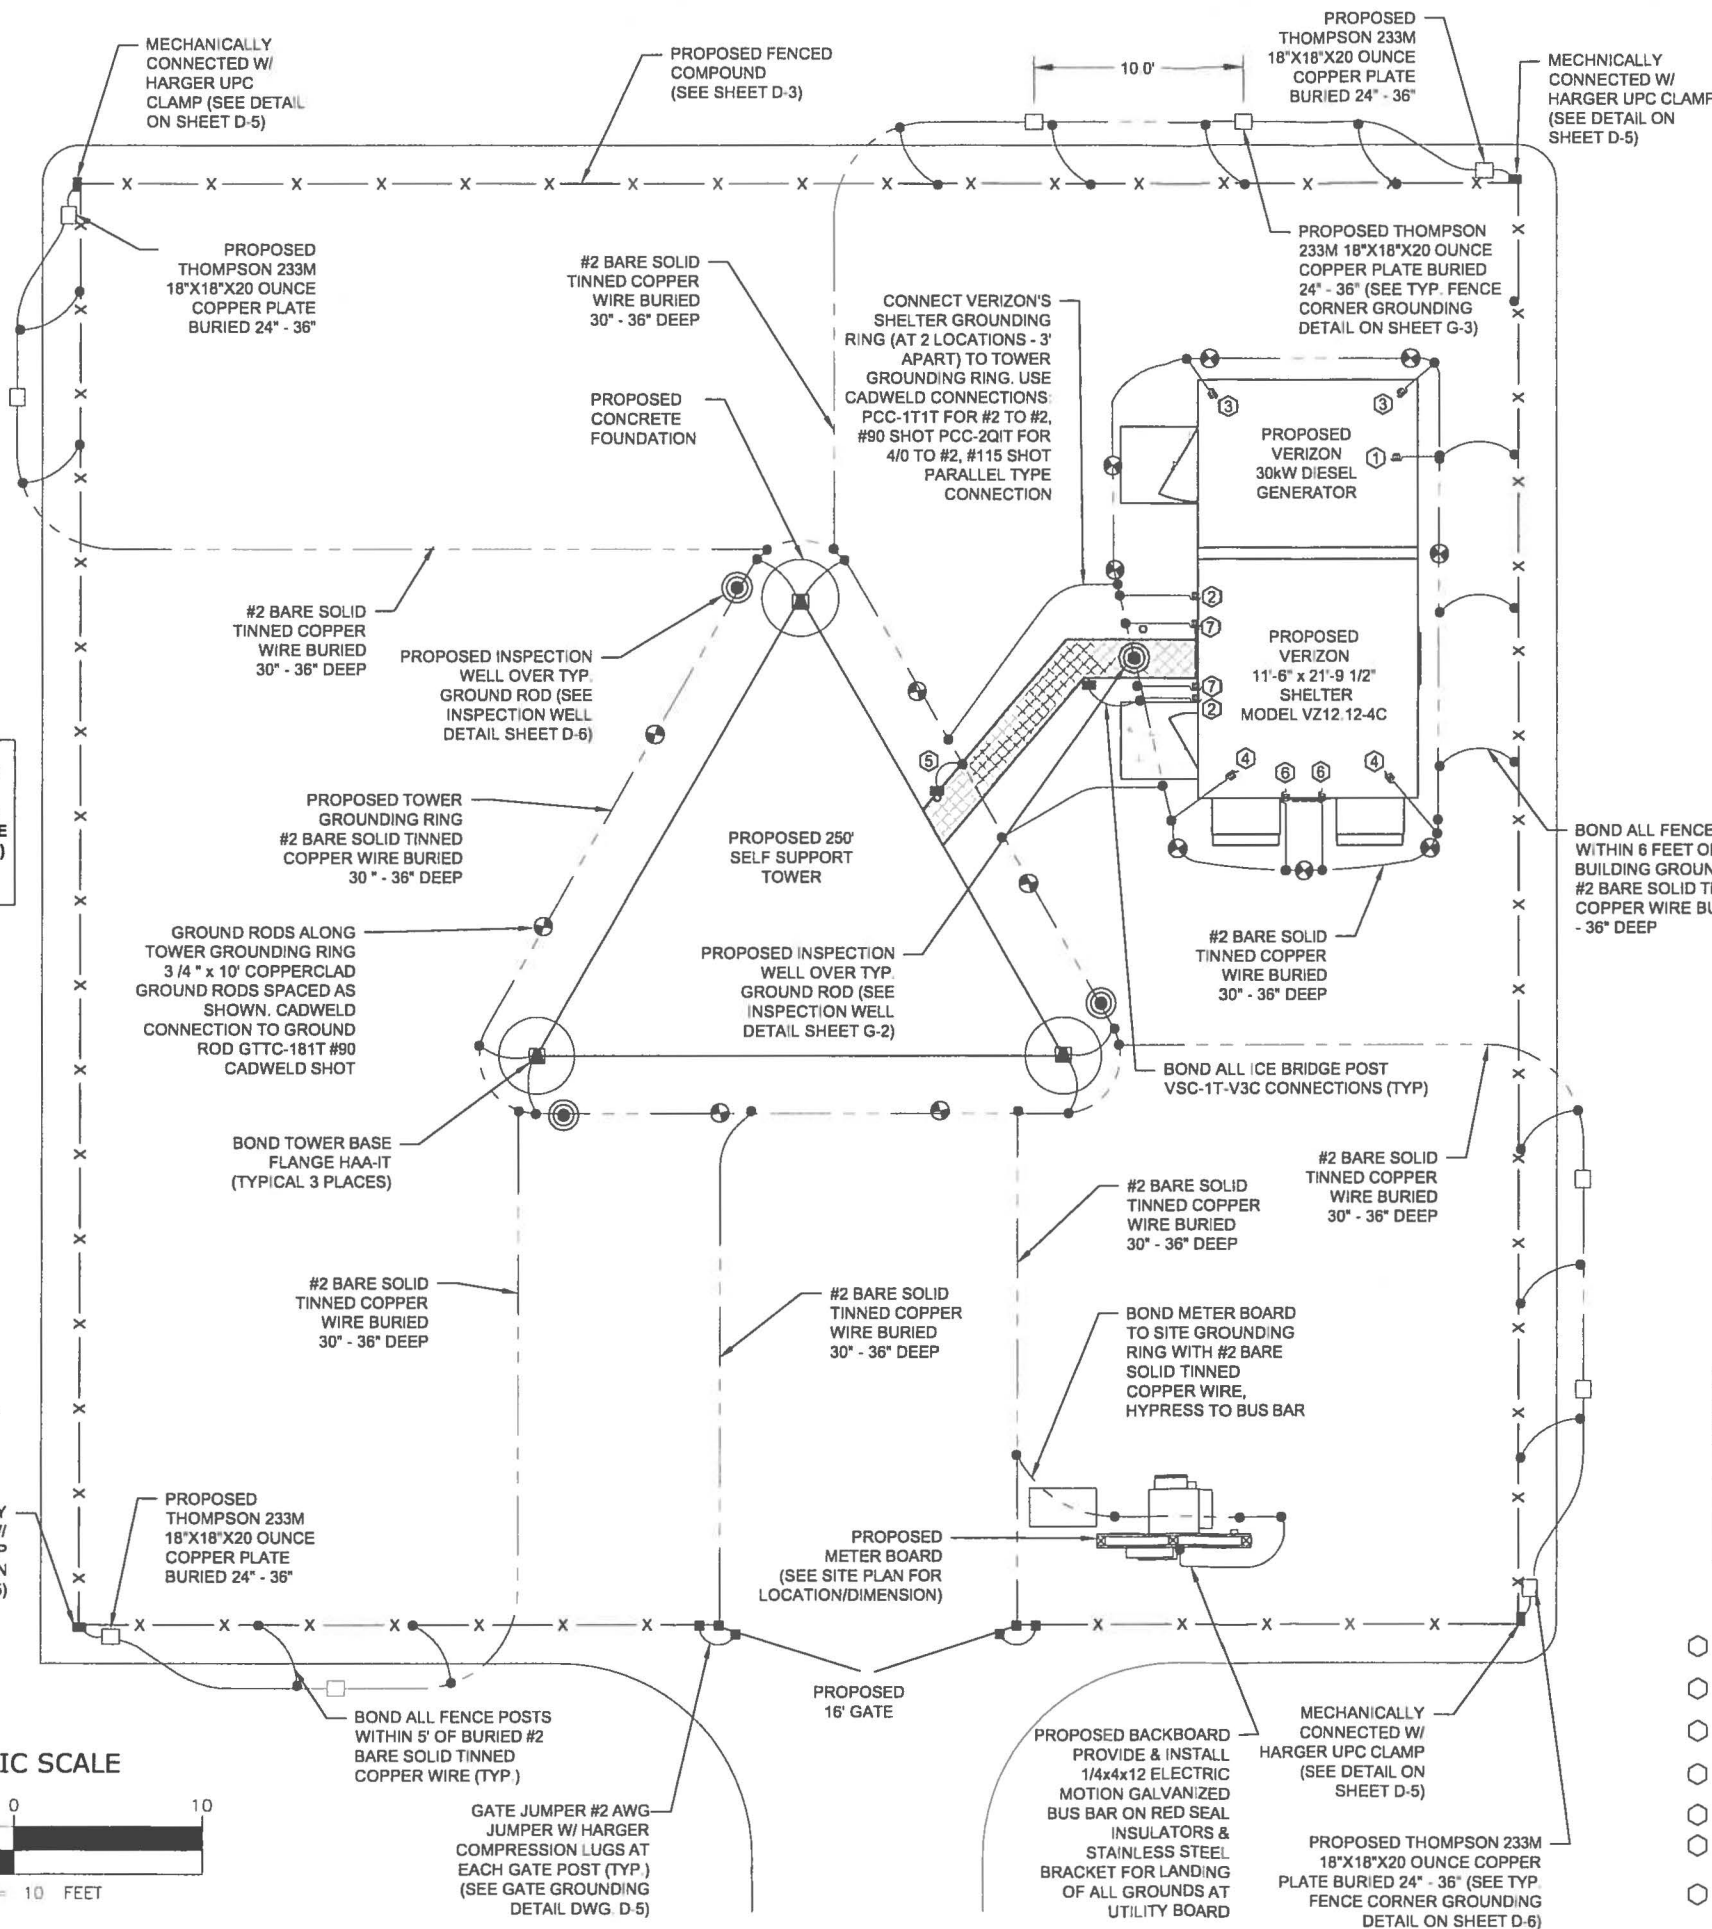 MECHANICALLY
CONNECTED W/
HARGER UPC
CLAMP (SEE DETAIL
ON SHEET D-5)
PROPOSED FENCED
COMPOUND
(SEE SHEET D-3)
10.0'
PROPOSED
THOMPSON 233M
18"X18"X20 OUNCE
COPPER PLATE
BURIED 24" - 36"
MECHNICALLY
CONNECTED W/
HARGER UPC CLAMP
(SEE DETAIL ON
SHEET D-5)
PROPOSED
THOMPSON 233M
18"X18"X20 OUNCE
COPPER PLATE
BURIED 24" - 36"
#2 BARE SOLID
TINNED COPPER
WIRE BURIED
30" - 36" DEEP
PROPOSED
CONCRETE
FOUNDATION
CONNECT VERIZON'S
SHELTER GROUNDING
RING (AT 2 LOCATIONS - 3'
APART) TO TOWER
GROUNDING RING. USE
CADWELD CONNECTIONS:
PCC-1T1T FOR #2 TO #2,
#90 SHOT PCC-2QIT FOR
4/0 TO #2, #115 SHOT
PARALLEL TYPE
CONNECTION
PROPOSED THOMPSON
233M 18"X18"X20 OUNCE
COPPER PLATE BURIED
24" - 36" (SEE TYP. FENCE
CORNER GROUNDING
DETAIL ON SHEET G-3)
3
3
1
PROPOSED
VERIZON
30kW DIESEL
GENERATOR
2
7
7
2
PROPOSED
VERIZON
11'-6" x 21'-9 1/2"
SHELTER
MODEL VZ12.12-4C
4
6
6
4
5
#2 BARE SOLID
TINNED COPPER
WIRE BURIED
30" - 36" DEEP
PROPOSED INSPECTION
WELL OVER TYP.
GROUND ROD (SEE
INSPECTION WELL
DETAIL SHEET D-6)
PROPOSED TOWER
GROUNDING RING
#2 BARE SOLID TINNED
COPPER WIRE BURIED
30 " - 36" DEEP
PROPOSED 250'
SELF SUPPORT
TOWER
E
)
BOND ALL FENCE
WITHIN 6 FEET
BUILDING
#2 BARE SOLID
COPPER WIRE
- 36" DEEP
GROUND RODS ALONG
TOWER GROUNDING RING
3 /4 " x 10' COPPERCLAD
GROUND RODS SPACED AS
SHOWN. CADWELD
CONNECTION TO GROUND
ROD GTTC-181T #90
CADWELD SHOT
PROPOSED INSPECTION
WELL OVER TYP.
GROUND ROD (SEE
INSPECTION WELL
DETAIL SHEET G-2)
#2 BARE SOLID
TINNED COPPER
WIRE BURIED
30" - 36" DEEP
BOND ALL ICE BRIDGE POST
VSC-1T-V3C CONNECTIONS (TYP)
BOND TOWER BASE
FLANGE HAA-IT
(TYPICAL 3 PLACES)
#2 BARE SOLID
TINNED COPPER
WIRE BURIED
30" - 36" DEEP
#2 BARE SOLID
TINNED COPPER
WIRE BURIED
30" - 36" DEEP
#2 BARE SOLID
TINNED COPPER
WIRE BURIED
30" - 36" DEEP
#2 BARE SOLID
TINNED COPPER
WIRE BURIED
30" - 36" DEEP
BOND METER BOARD
TO SITE GROUNDING
RING WITH #2 BARE
SOLID TINNED
COPPER WIRE,
HYPRESS TO BUS BAR
PROPOSED
THOMPSON 233M
18"X18"X20 OUNCE
COPPER PLATE
BURIED 24" - 36"
PROPOSED
METER BOARD
(SEE SITE PLAN FOR
LOCATION/DIMENSION)
BOND ALL FENCE POSTS
WITHIN 5' OF BURIED #2
BARE SOLID TINNED
COPPER WIRE (TYP.)
PROPOSED
16' GATE
GATE JUMPER #2 AWG
JUMPER W/ HARGER
COMPRESSION LUGS AT
EACH GATE POST (TYP.)
(SEE GATE GROUNDING
DETAIL DWG. D-5)
PROPOSED BACKBOARD
PROVIDE & INSTALL
1/4x4x12 ELECTRIC
MOTION GALVANIZED
BUS BAR ON RED SEAL
INSULATORS &
STAINLESS STEEL
BRACKET FOR LANDING
OF ALL GROUNDS AT
UTILITY BOARD
MECHANICALLY
CONNECTED W/
HARGER UPC CLAMP
(SEE DETAIL ON
SHEET D-5)
PROPOSED THOMPSON 233M
18"X18"X20 OUNCE COPPER
PLATE BURIED 24" - 36" (SEE TYP.
FENCE CORNER GROUNDING
DETAIL ON SHEET D-6)
IC SCALE
0 10
= 10 FEET